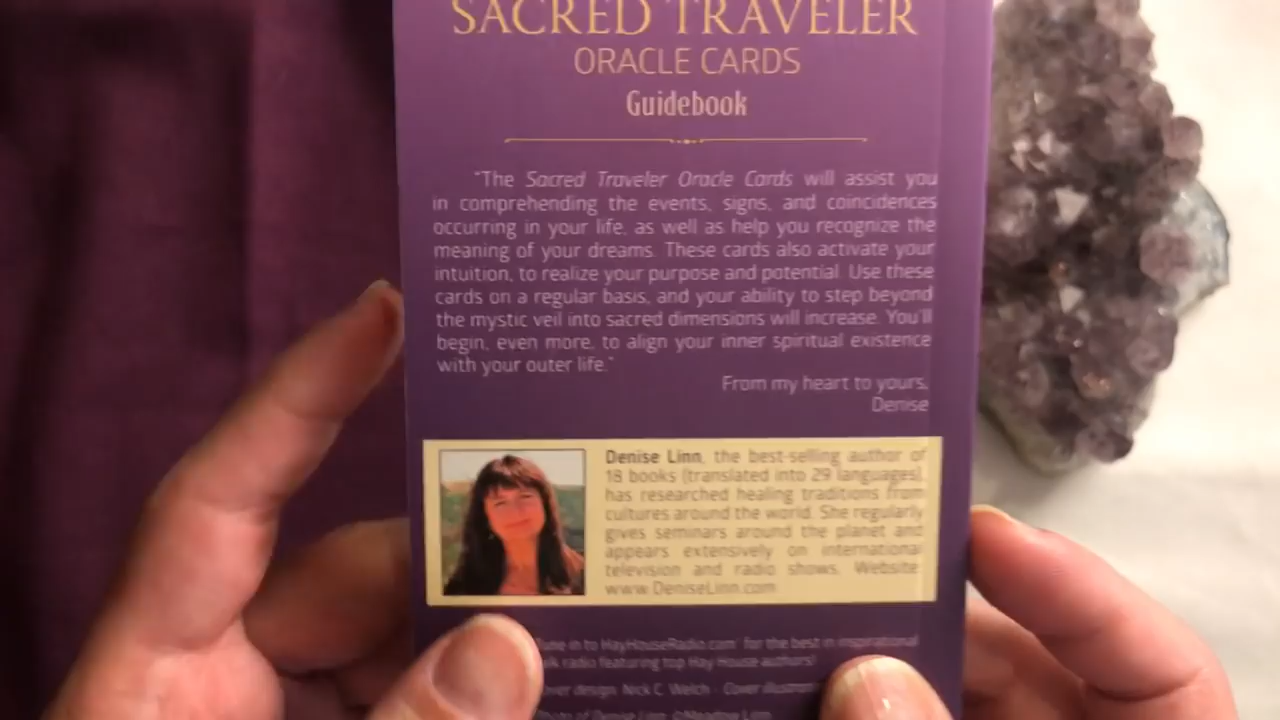 SACRED TRAVELER
ORACLE CARDS
Guidebook
"The Sacred Traveler Oracle Cards will assist you
in comprehending the events, signs, and coincidences
occurring in your life, as well as help you recognize the
meaning of your dreams. These cards also activate your
intuition, to realize your purpose and potential. Use these
cards on a regular basis, and your ability to step beyond
the mystic veil into sacred dimensions will increase. You'll
begin, even more, to align your inner spiritual existence
with your outer life."
From my heart to yours,
Denise
Denise Linn, the best-selling author of
18 books (translated into 29 languages),
has researched healing traditions from
cultures around the world. She regularly
gives seminars around the planet and
appears extensively on international
television and radio shows. Website:
www.DeniseLinn.com
Tune in to HayHouseRadio.com® for the best in inspirational
radio featuring top Hay House authors!
design: Nick C. Welch · Cover
Photo of Denise Linn: ©Meadow Linn